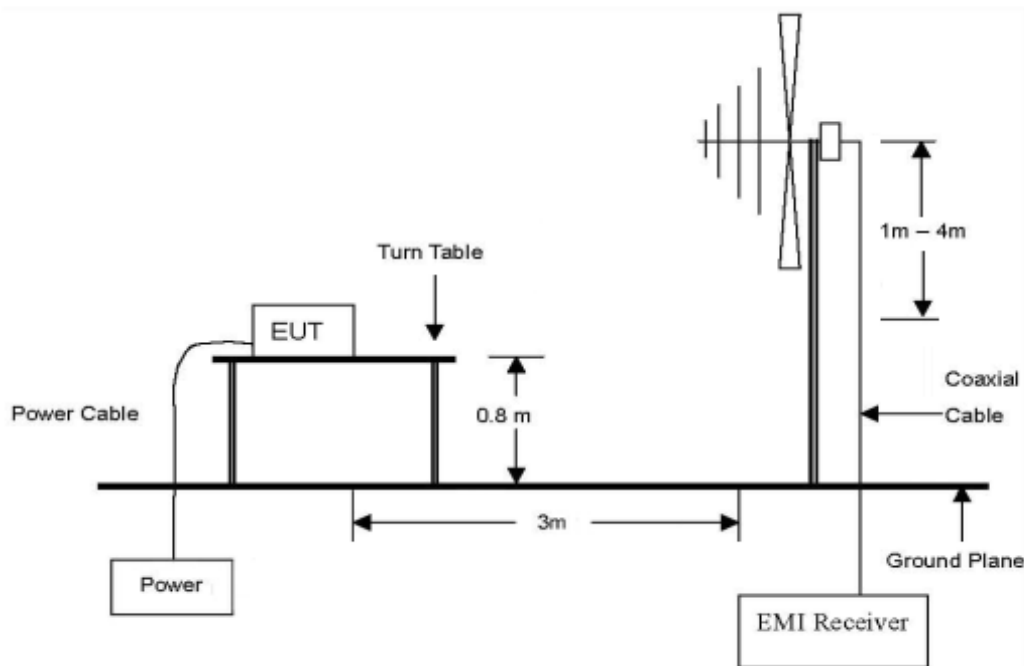 1m – 4m
Turn Table
EUT
Coaxial
Cable
Power Cable
0.8 m
3m
Ground Plane
Power
EMI Receiver